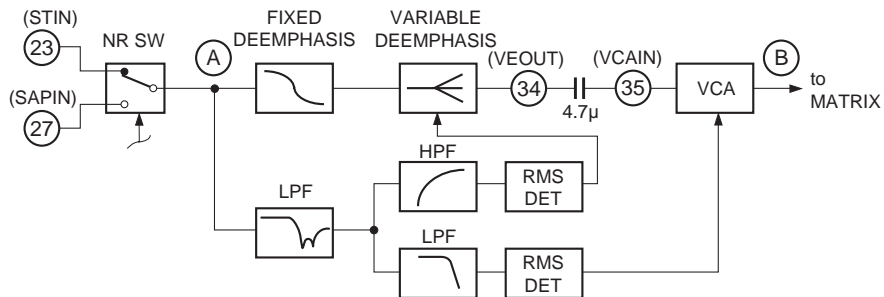 (STIN)
23
NR SW
(SAPIN)
27
A
FIXED
DEEMPHASIS
VARIABLE
DEEMPHASIS
(VEOUT)
34
4.7μ
(VCAIN)
35
VCA
B
to
MATRIX
LPF
HPF
RMS
DET
LPF
RMS
DET